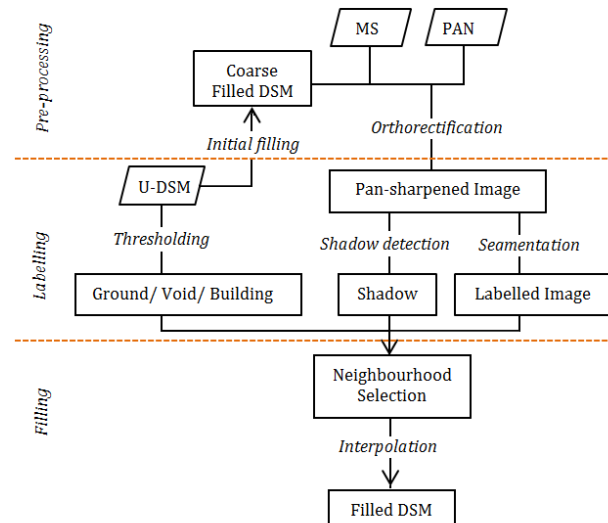 Pre-processing
MS
PAN
Coarse
Filled DSM
Initial filling
Orthorectification
Labelling
U-DSM
Pan-sharpened Image
Thresholding
Shadow detection
Seamentation
Ground/ Void/ Building
Shadow
Labelled Image
Filling
Neighbourhood
Selection
Interpolation
Filled DSM